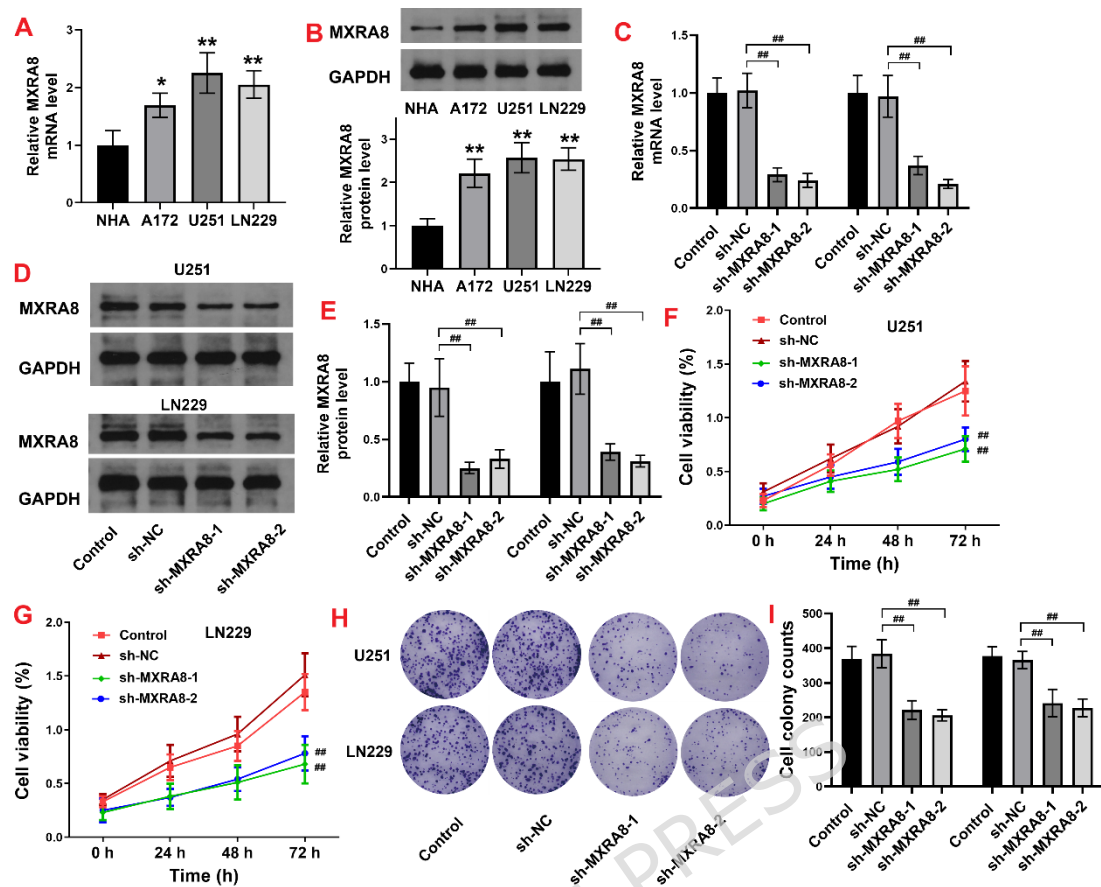 A
Relative MXRA8
mRNA level
3
2
1
0
*
**
**
NHA A172 U251 LN229
B
MXRA8
GAPDH
NHA A172 U251 LN229
Relative MXRA8
protein level
4
3
2
1
0
**
**
**
NHA A172 U251 LN229
C
Relative MXRA8
mRNA level
1.5
1.0
0.5
0.0
##
##
##
##
Control
sh-NC
sh-MXRA8-1
sh-MXRA8-2
Control
sh-NC
sh-MXRA8-1
sh-MXRA8-2
D
U251
MXRA8
GAPDH
LN229
MXRA8
GAPDH
Control
sh-NC
sh-MXRA8-1
sh-MXRA8-2
E
Relative MXRA8
protein level
1.5
1.0
0.5
0.0
##
##
##
##
Control
sh-NC
sh-MXRA8-1
sh-MXRA8-2
Control
sh-NC
sh-MXRA8-1
sh-MXRA8-2
F
U251
Control
sh-NC
sh-MXRA8-1
sh-MXRA8-2
Cell viability (%)
2.0
1.5
1.0
0.5
0.0
##
##
0 h 24 h 48 h 72 h
Time (h)
G
LN229
Control
sh-NC
sh-MXRA8-1
sh-MXRA8-2
Cell viability (%)
2.0
1.5
1.0
0.5
0.0
##
##
0 h 24 h 48 h 72 h
Time (h)
H
U251
LN229
Control
sh-NC
sh-MXRA8-1
sh-MXRA8-2
PRESS
I
Cell colony counts
500
400
300
200
100
0
##
##
##
##
Control
sh-NC
sh-MXRA8-1
sh-MXRA8-2
Control
sh-NC
sh-MXRA8-1
sh-MXRA8-2